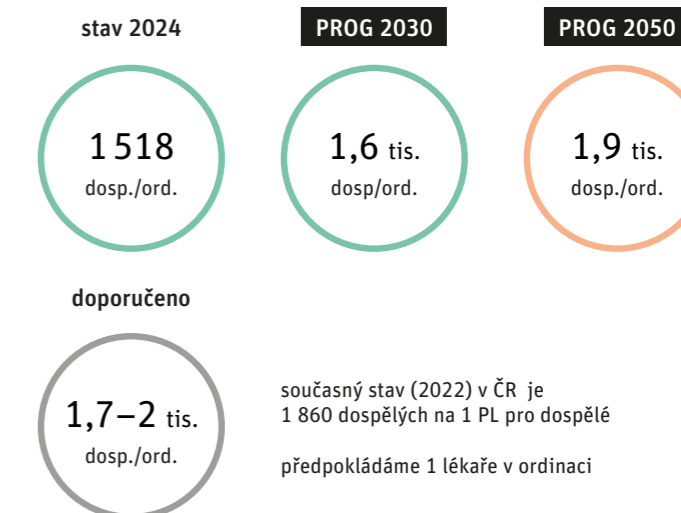 stav 2024
PROG 2030
PROG 2050
1 518
dosp./ord.
1,6 tis.
dosp/ord.
1,9 tis.
dosp./ord.
doporučeno
1,7–2 tis.
dosp./ord.
současný stav (2022) v ČR je
1 860 dospělých na 1 PL pro dospělé
předpokládáme 1 lékaře v ordinaci